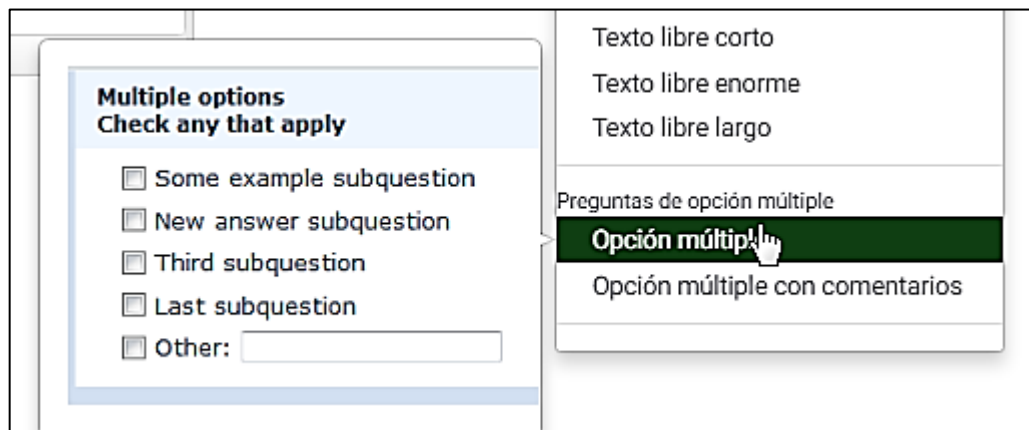 Multiple options
Check any that apply
Some example subquestion
New answer subquestion
Third subquestion
Last subquestion
Other:
Texto libre corto
Texto libre enorme
Texto libre largo
Preguntas de opción múltiple
Opción múltiple
Opción múltiple con comentarios